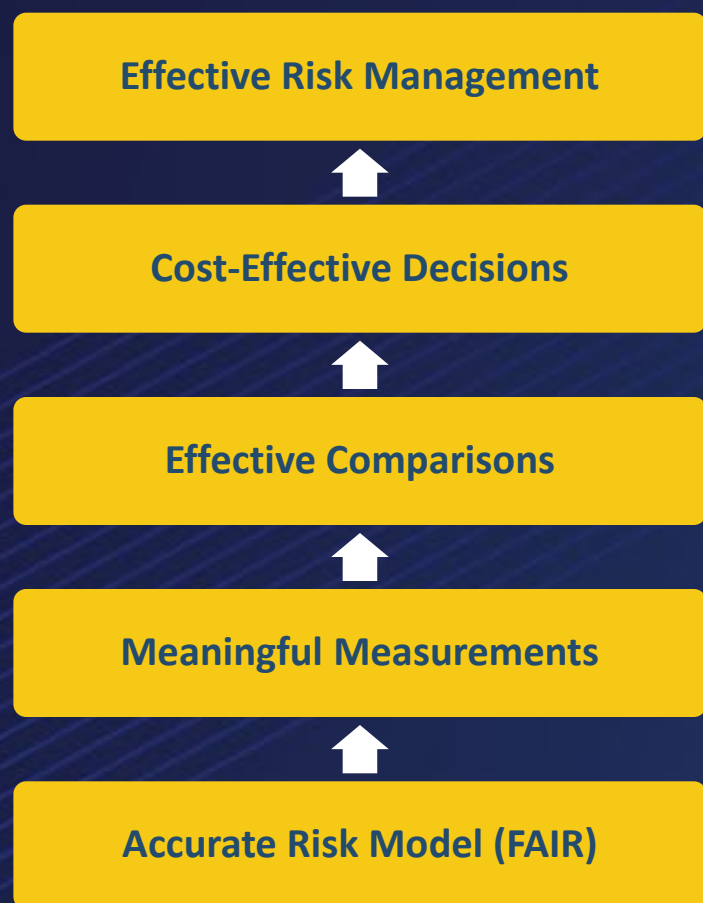 Effective Risk Management
Cost-Effective Decisions
Effective Comparisons
Meaningful Measurements
Accurate Risk Model (FAIR)